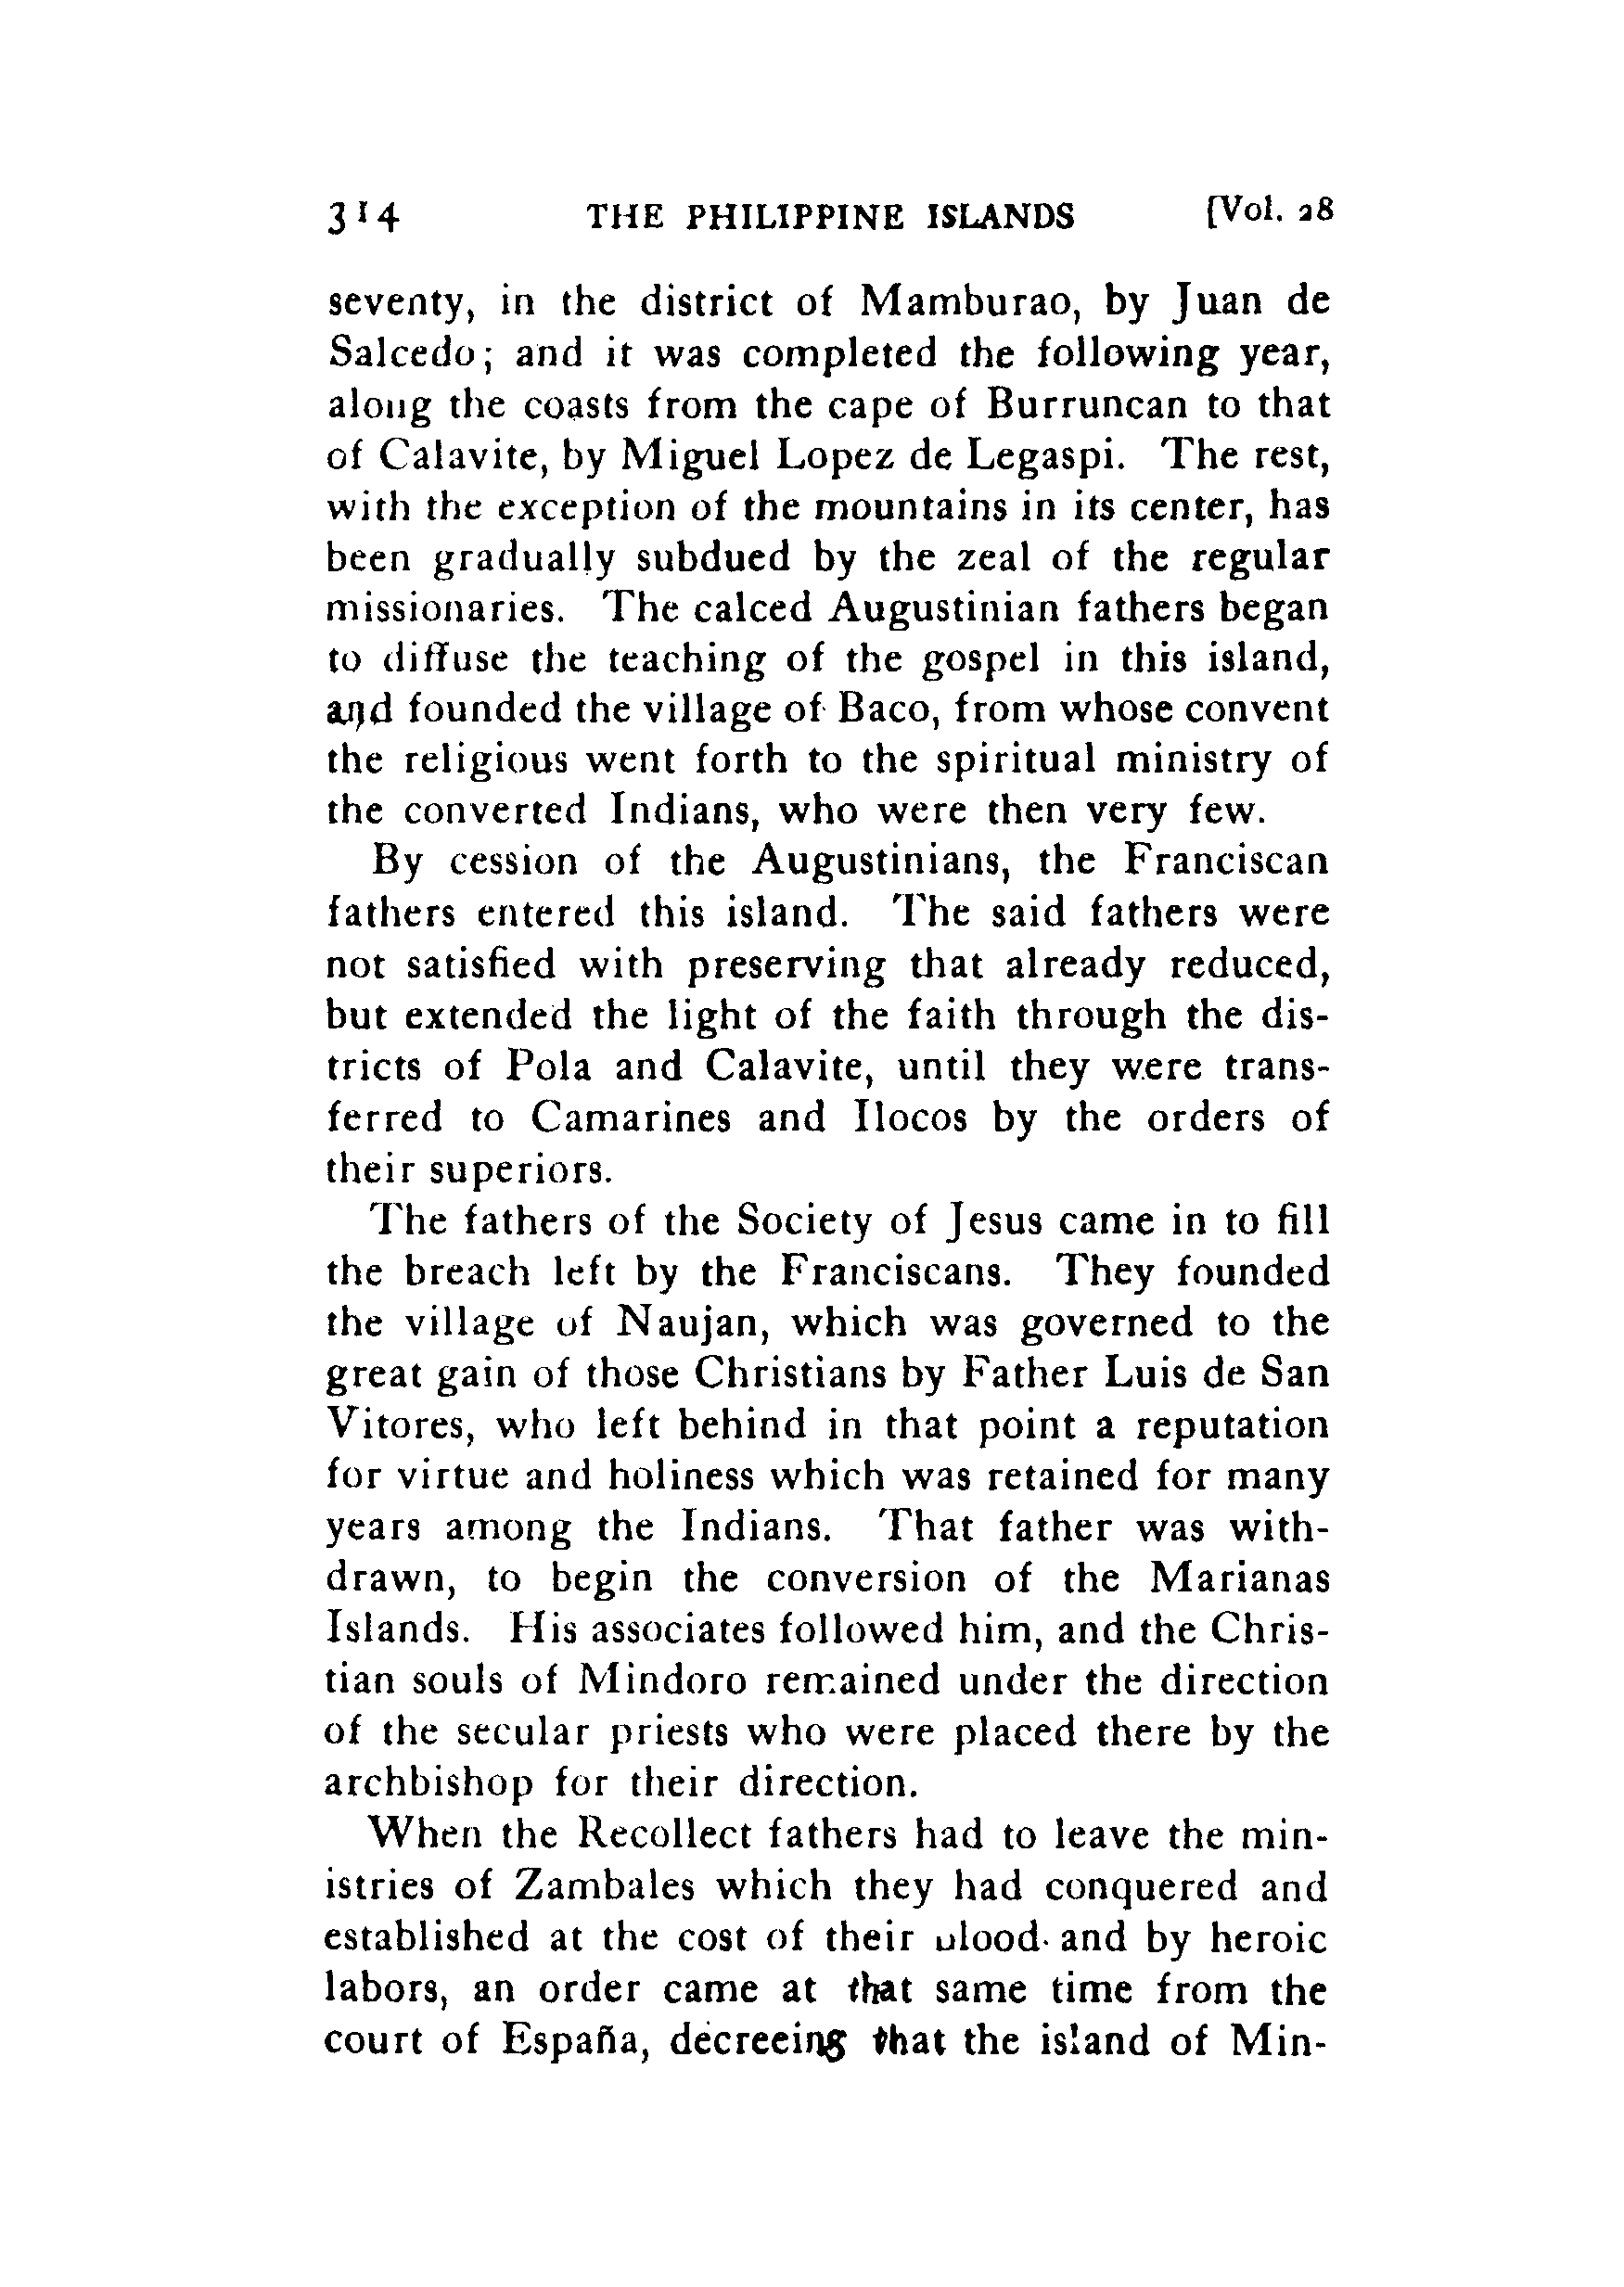 314 THE PHILIPPINE ISLANDS [Vol. 28
seventy, in the district of Mamburao, by Juan de
Salcedo; and it was completed the following year,
along the coasts from the cape of Burruncan to that
of Calavite, by Miguel Lopez de Legaspi. The rest,
with the exception of the mountains in its center, has
been gradually subdued by the zeal of the regular
missionaries. The calced Augustinian fathers began
to diffuse the teaching of the gospel in this island,
and founded the village of Baco, from whose convent
the religious went forth to the spiritual ministry of
the converted Indians, who were then very few.
By cession of the Augustinians, the Franciscan
fathers entered this island. The said fathers were
not satisfied with preserving that already reduced,
but extended the light of the faith through the dis-
tricts of Pola and Calavite, until they were trans-
ferred to Camarines and Ilocos by the orders of
their superiors.
The fathers of the Society of Jesus came in to fill
the breach left by the Franciscans. They founded
the village of Naujan, which was governed to the
great gain of those Christians by Father Luis de San
Vitores, who left behind in that point a reputation
for virtue and holiness which was retained for many
years among the Indians. That father was with-
drawn, to begin the conversion of the Marianas
Islands. His associates followed him, and the Chris-
tian souls of Mindoro remained under the direction
of the secular priests who were placed there by the
archbishop for their direction.
When the Recollect fathers had to leave the min-
istries of Zambales which they had conquered and
established at the cost of their blood and by heroic
labors, an order came at that same time from the
court of España, decreeing that the island of Min-